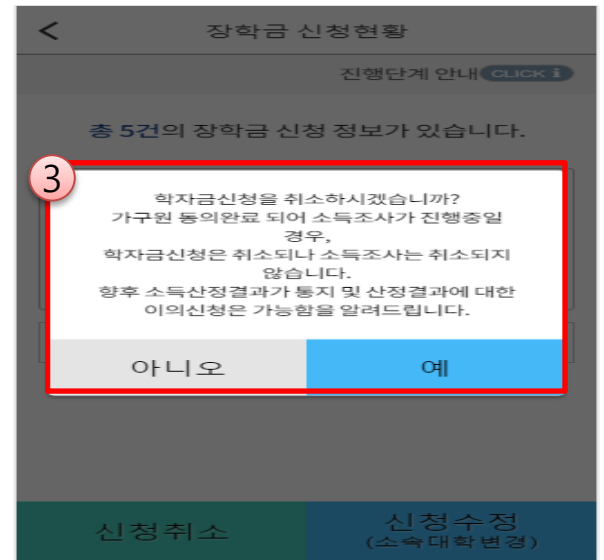 <
장학금 신청현황
진행단계 안내 CLICK i
총 5건의 장학금 신청 정보가 있습니다.
3
학자금신청을 취소하시겠습니까?
가구원 동의완료 되어 소득조사가 진행중일
경우,
학자금신청은 취소되나 소득조사는 취소되지
않습니다.
향후 소득산정결과가 통지 및 산정결과에 대한
이의신청은 가능함을 알려드립니다.
아니오
예
신청취소
신청수정
(소속대학변경)